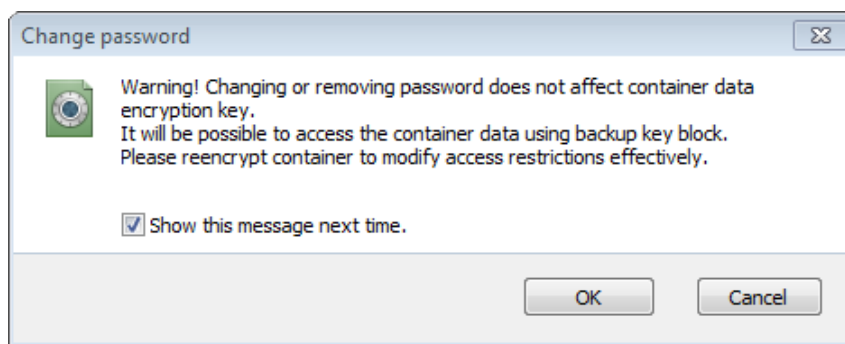 Change password
Warning! Changing or removing password does not affect container data
encryption key.
It will be possible to access the container data using backup key block.
Please reencrypt container to modify access restrictions effectively.
Show this message next time.
OK
Cancel